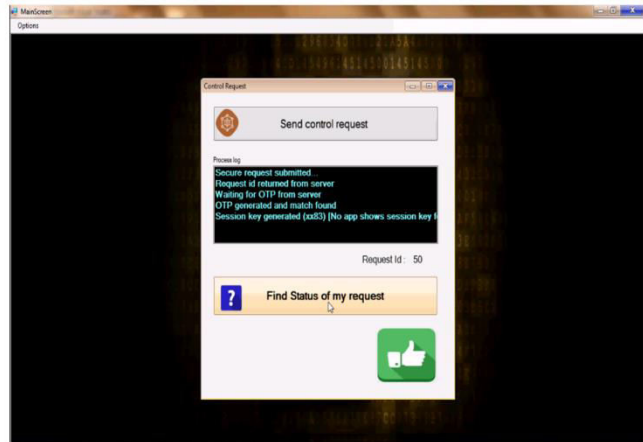 MainScreen
Options
Control Request
Send control request
Process log
Secure request submitted...
Request id returned from server
Waiting for OTP from server
OTP generated and match found
Session key generated (xx83) [No app shows session key f
Request Id : 50
?
Find Status of my request